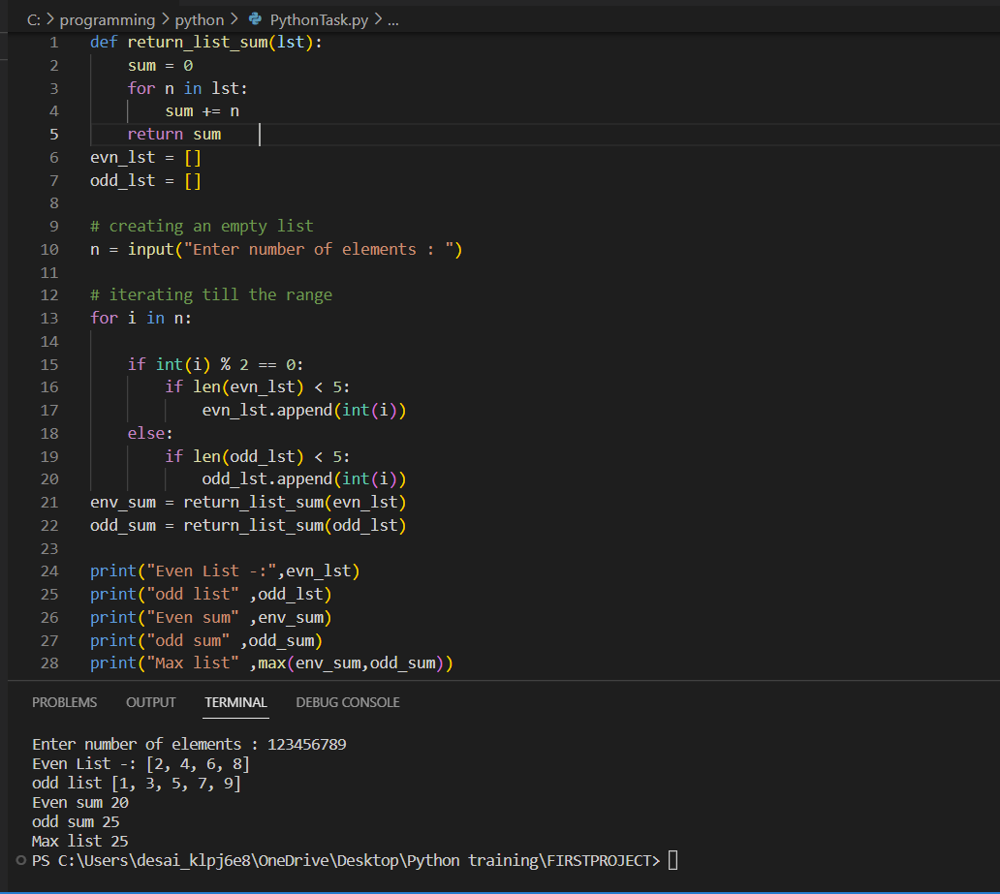 C: > programming > python > PythonTask.py > ...
1 def return_list_sum(lst):
2     sum = 0
3     for n in lst:
4         sum += n
5     return sum
6 evn_lst = []
7 odd_lst = []
8
9 # creating an empty list
10 n = input("Enter number of elements : ")
11
12 # iterating till the range
13 for i in n:
14
15     if int(i) % 2 == 0:
16         if len(evn_lst) < 5:
17             evn_lst.append(int(i))
18     else:
19         if len(odd_lst) < 5:
20             odd_lst.append(int(i))
21 env_sum = return_list_sum(evn_lst)
22 odd_sum = return_list_sum(odd_lst)
23
24 print("Even List -:",evn_lst)
25 print("odd list" ,odd_lst)
26 print("Even sum" ,env_sum)
27 print("odd sum" ,odd_sum)
28 print("Max list" ,max(env_sum,odd_sum))
PROBLEMS OUTPUT TERMINAL DEBUG CONSOLE
Enter number of elements : 123456789
Even List -: [2, 4, 6, 8]
odd list [1, 3, 5, 7, 9]
Even sum 20
odd sum 25
Max list 25
PS C:\Users\desai_klpj6e8\OneDrive\Desktop\Python training\FIRSTPROJECT>